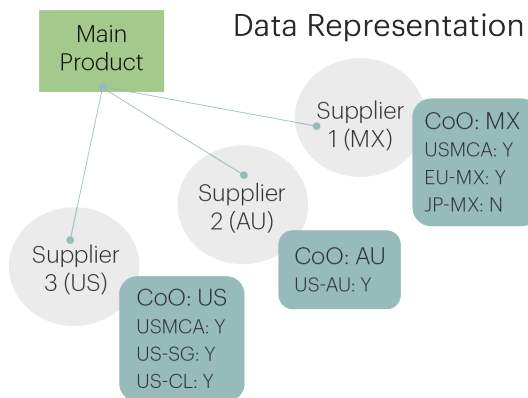 Data Representation
Main
Product
Supplier
1 (MX)
CoO: MX
USMCA: Y
EU-MX: Y
JP-MX: N
Supplier
2 (AU)
CoO: AU
US-AU: Y
Supplier
3 (US)
CoO: US
USMCA: Y
US-SG: Y
US-CL: Y